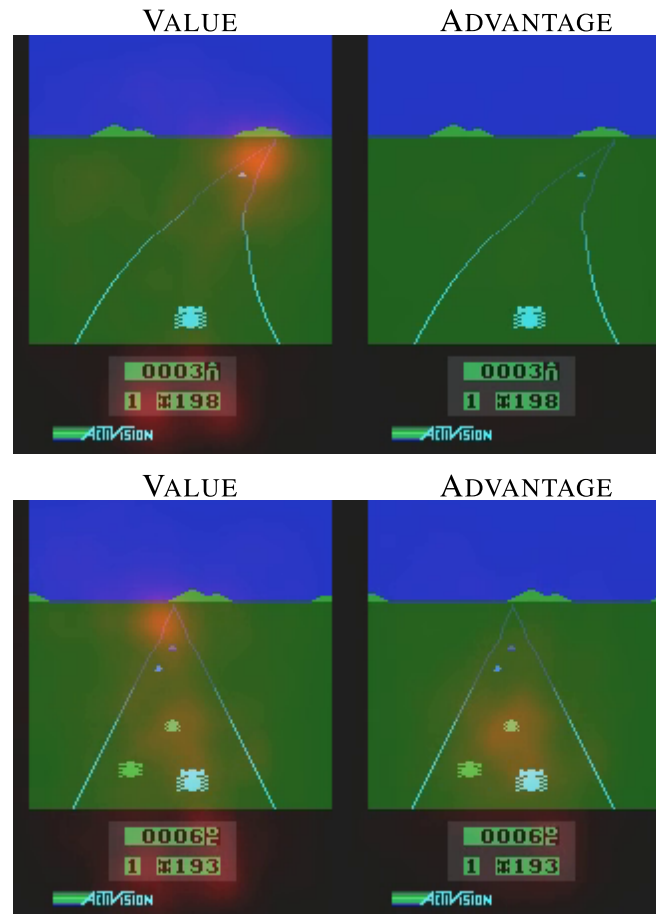 VALUE ADVANTAGE
0003 0003
1 198 1 198
ACTIVISION ACTIVISION
VALUE ADVANTAGE
0006 0006
1 193 1 193
ACTIVISION ACTIVISION